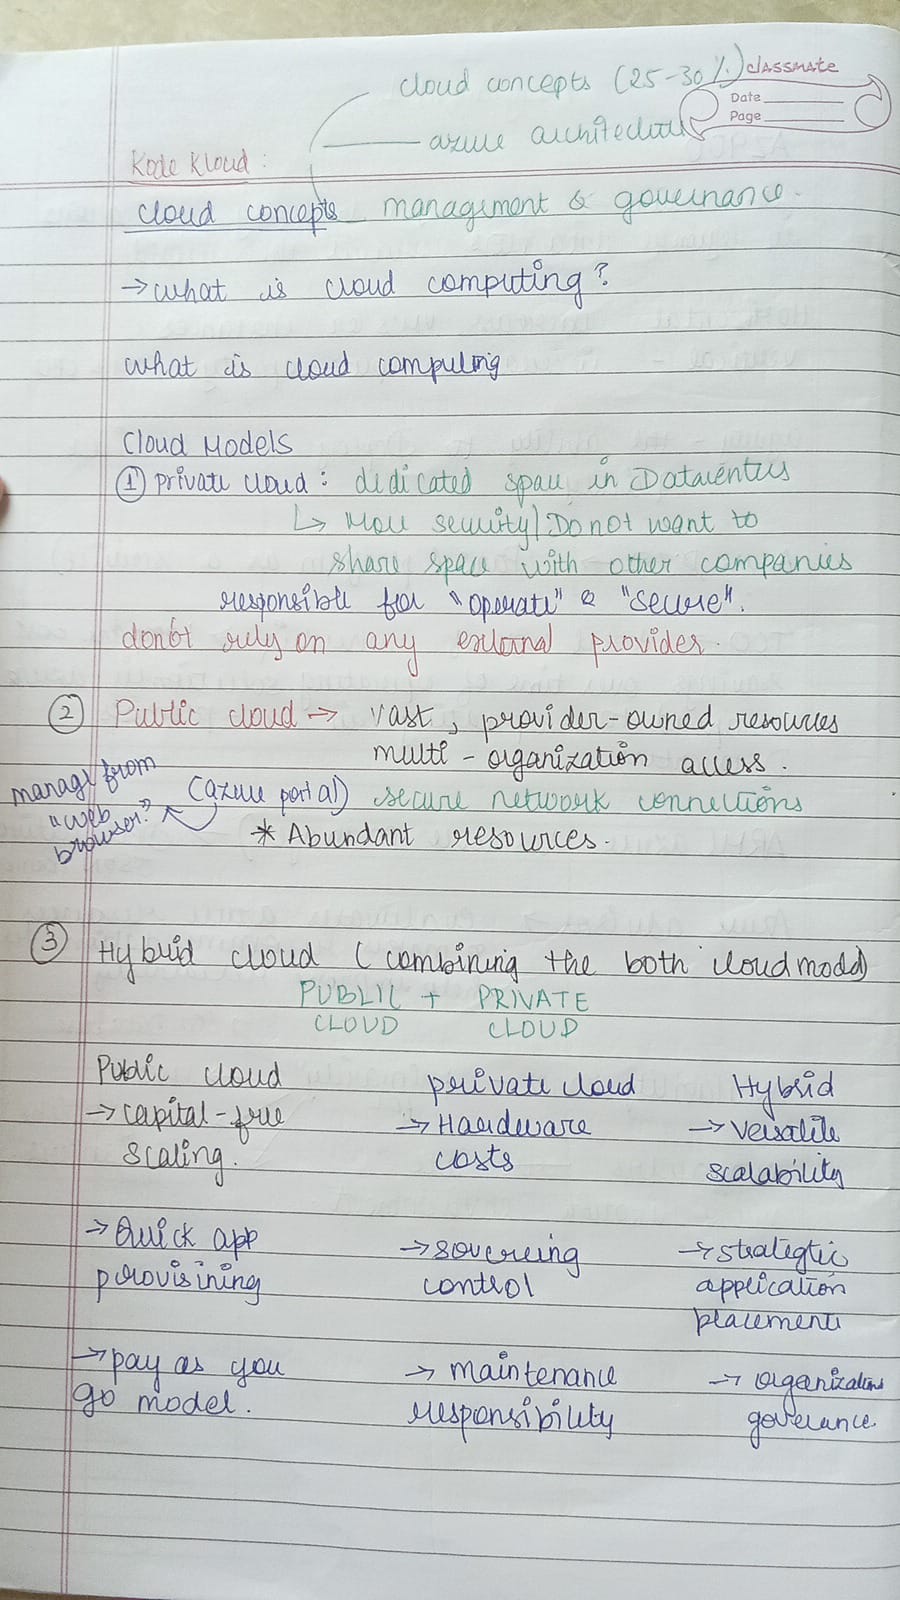 cloud concepts (25-30%)
classmate
Date
Page
azure architectu
Kode Kloud :
cloud concepts management & governance.
→ what is cloud computing?
what is cloud computing
Cloud Models
① private cloud : dedicated space in Datacenters
↳ More security/Do not want to
share space with other companies
responsible for "operate" & "secure".
don't rely on any external provider.
② Public cloud → vast, provider-owned resources
multi-organization access.
manage from "web browser."
(azure portal) secure network connections
* Abundant resources.
③ Hybrid cloud (combining the both cloud model)
PUBLIC + PRIVATE
CLOUD CLOUD
Public cloud private cloud Hybrid
→ capital-free → Hardware → versatile
scaling. costs scalability
→ Quick app → sovereing → strategtic
provisining control application
placement
→ pay as you → maintenance → organizations
go model. responsibility goverance.